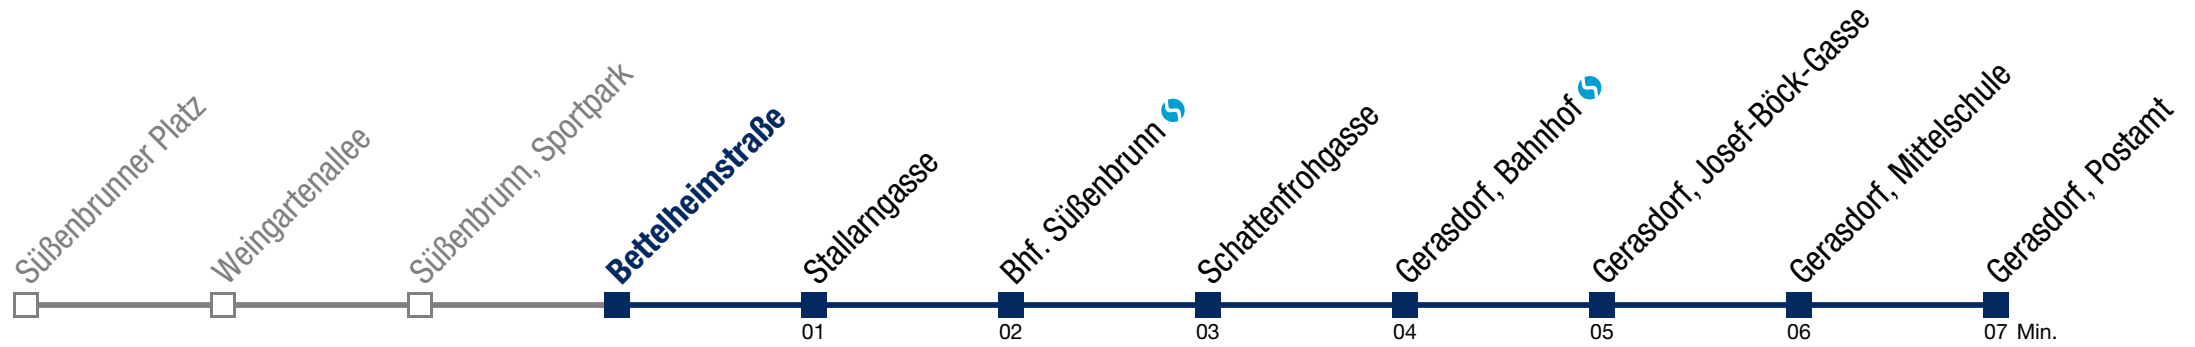 Süßenbrunner Platz
Weingartenallee
Süßenbrunn, Sportpark
Bettelheimstraße
Stallarngasse
Bhf. Süßenbrunn
Schattenfrohgasse
Gerasdorf, Bahnhof
Gerasdorf, Josef-Böck-Gasse
Gerasdorf, Mittelschule
Gerasdorf, Postamt
01 02 03 04 05 06 07 Min.